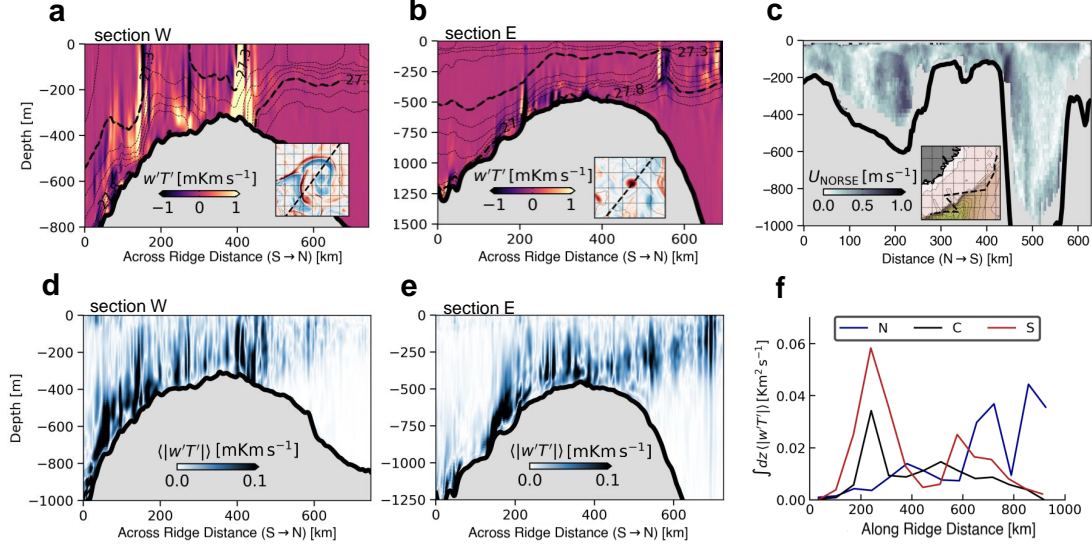 a
section W
0
−200
−400
−600
−800
Depth [m]
27.3
27.3
27.
w′T′ [mKm s⁻¹]
−1 0 1
0 200 400 600
Across Ridge Distance (S → N) [km]
b
section E
0
−250
−500
−750
1000
1250
1500
27.3
27.8
w′T′ [mKm s⁻¹]
−1 0 1
0 200 400 600
Across Ridge Distance (S → N) [km]
c
0
−200
−400
−600
−800
−1000
U_NORSE [m s⁻¹]
0.0 0.5 1.0
0 100 200 300 400 500 600
Distance (N → S) [km]
d
section W
0
−200
−400
−600
−800
−1000
Depth [m]
⟨|w′T′|⟩ [mKm s⁻¹]
0.0 0.1
0 200 400 600
Across Ridge Distance (S → N) [km]
e
section E
0
−250
−500
−750
−1000
−1250
⟨|w′T′|⟩ [mKm s⁻¹]
0.0 0.1
0 200 400 600
Across Ridge Distance (S → N) [km]
f
N C S
0.06
0.04
0.02
0.00
∫dz⟨|w′T′|⟩ [Km² s⁻¹]
0 200 400 600 800 1000
Along Ridge Distance [km]